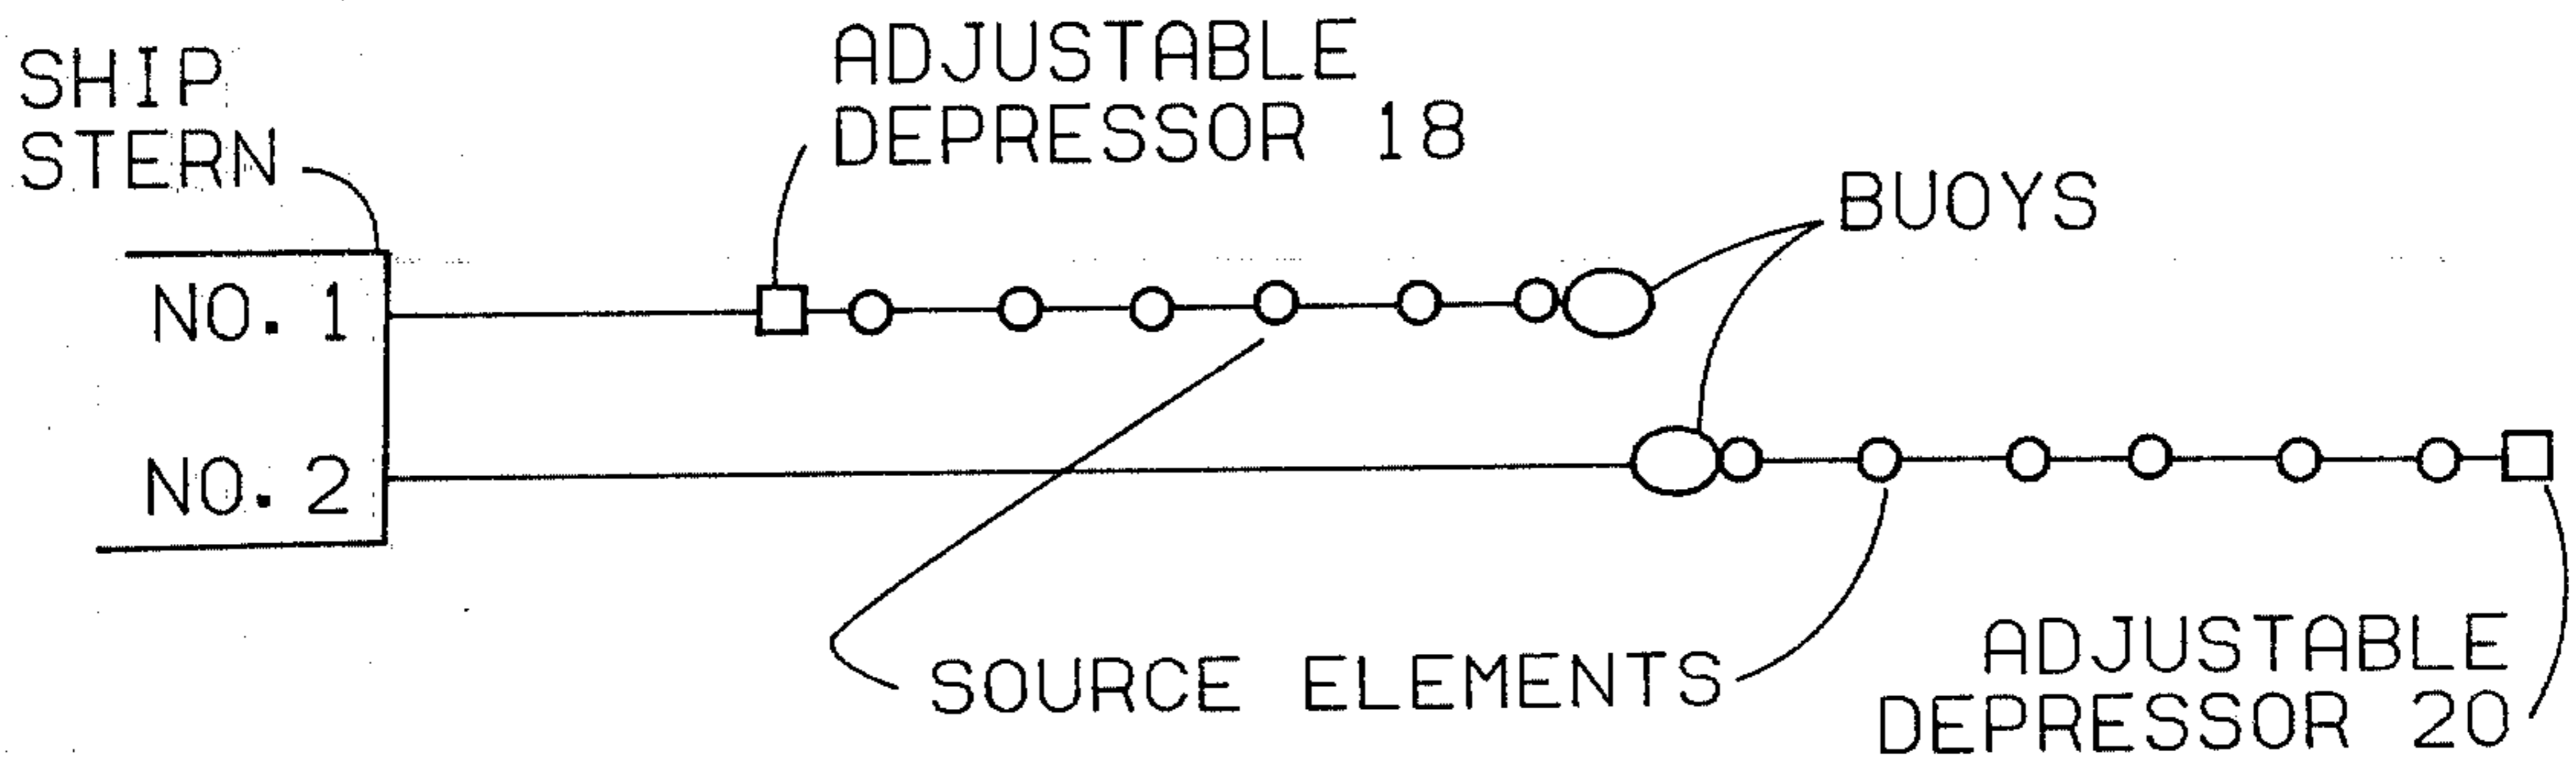 SHIP
STERN
ADJUSTABLE
DEPRESSOR 18
BUOYS
NO. 1
NO. 2
SOURCE ELEMENTS
ADJUSTABLE
DEPRESSOR 20